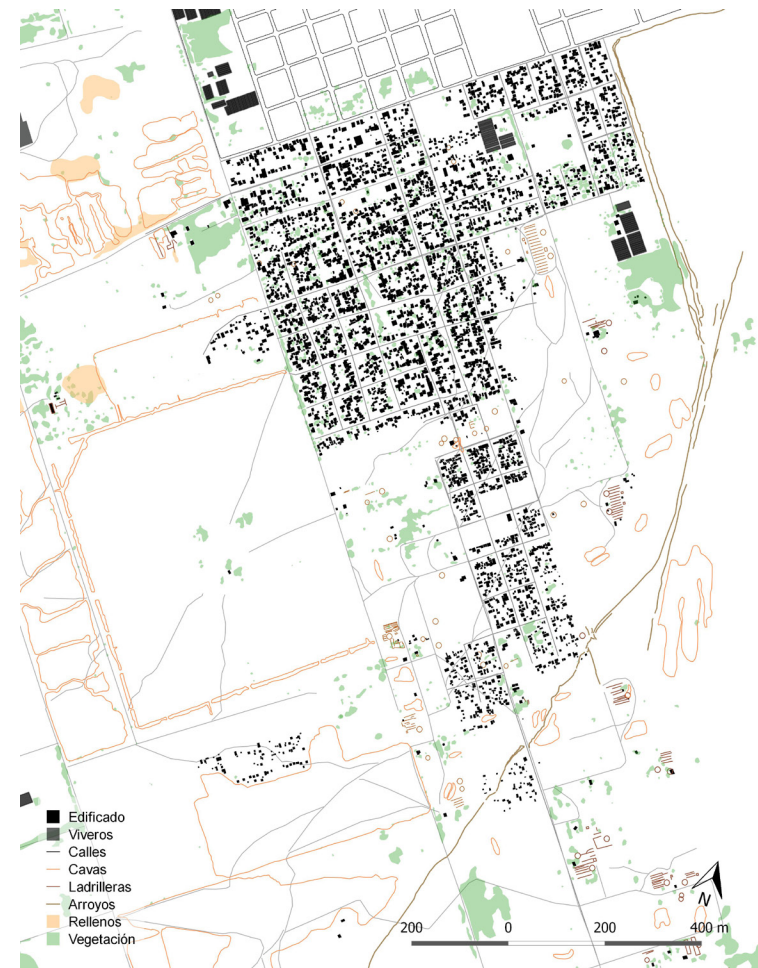 Edificado
Viveros
Calles
Cavas
Ladrilleras
Arroyos
Rellenos
Vegetación
N
200 0 200 400 m